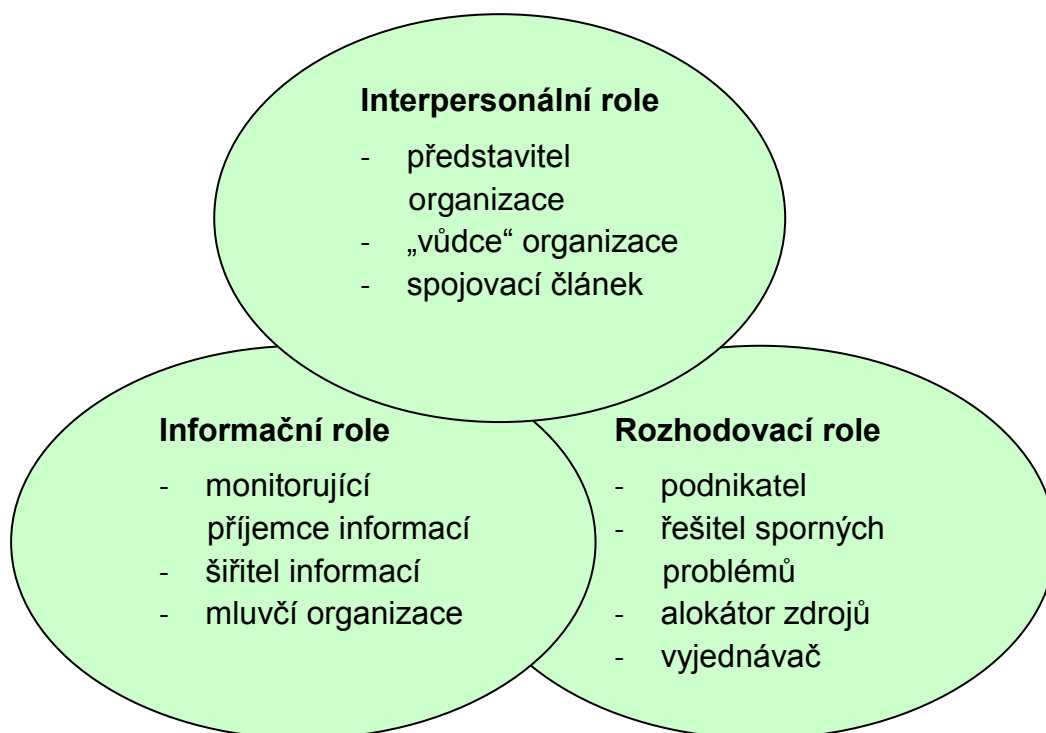 Interpersonální role
- představitel
organizace
- „vůdce“ organizace
- spojovací článek
Informační role
- monitorující
příjemce informací
- šiřitel informací
- mluvčí organizace
Rozhodovací role
- podnikatel
- řešitel sporných
problémů
- alokátor zdrojů
- vyjednávač